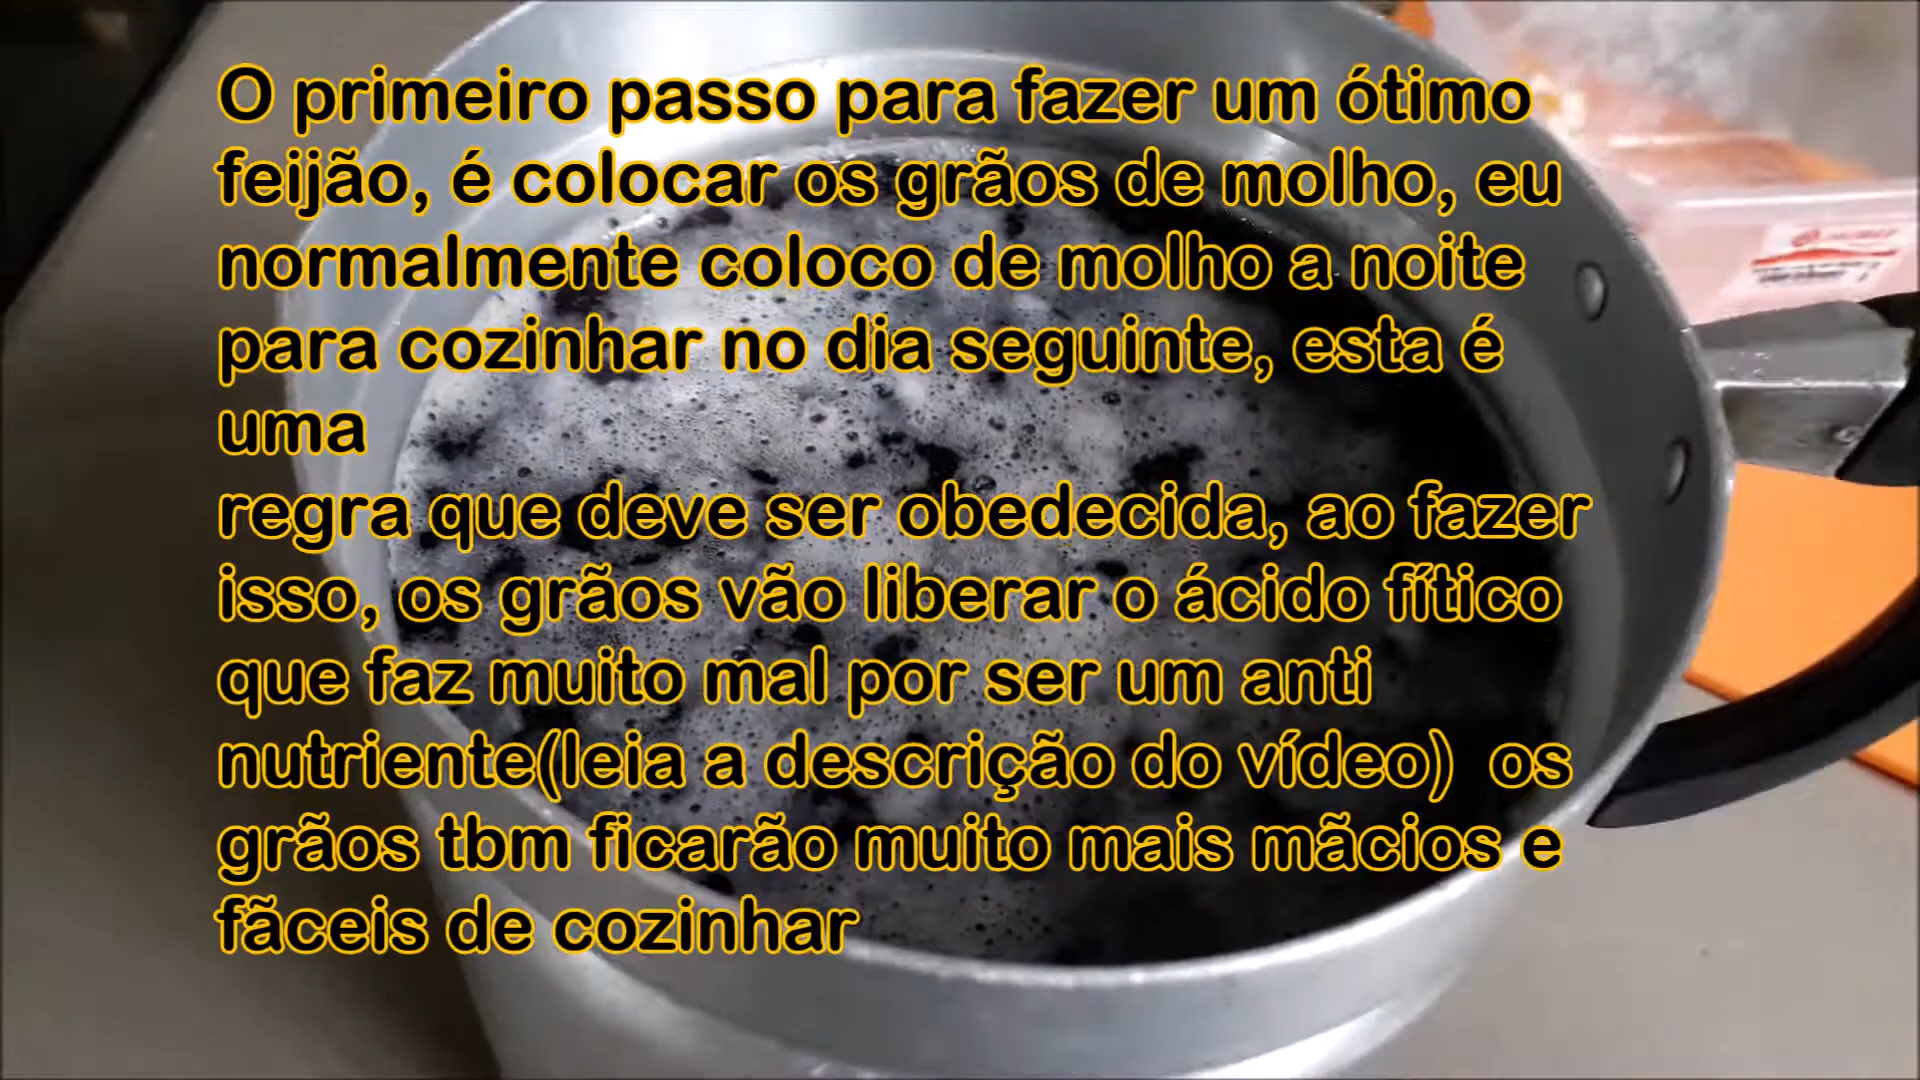 O primeiro passo para fazer um ótimo
feijão, é colocar os grãos de molho, eu
normalmente coloco de molho a noite
para cozinhar no dia seguinte, esta é
uma
regra que deve ser obedecida, ao fazer
isso, os grãos vão liberar o ácido fítico
que faz muito mal por ser um anti
nutriente(leia a descrição do vídeo)  os
grãos tbm ficarão muito mais mãcios e
fãceis de cozinhar